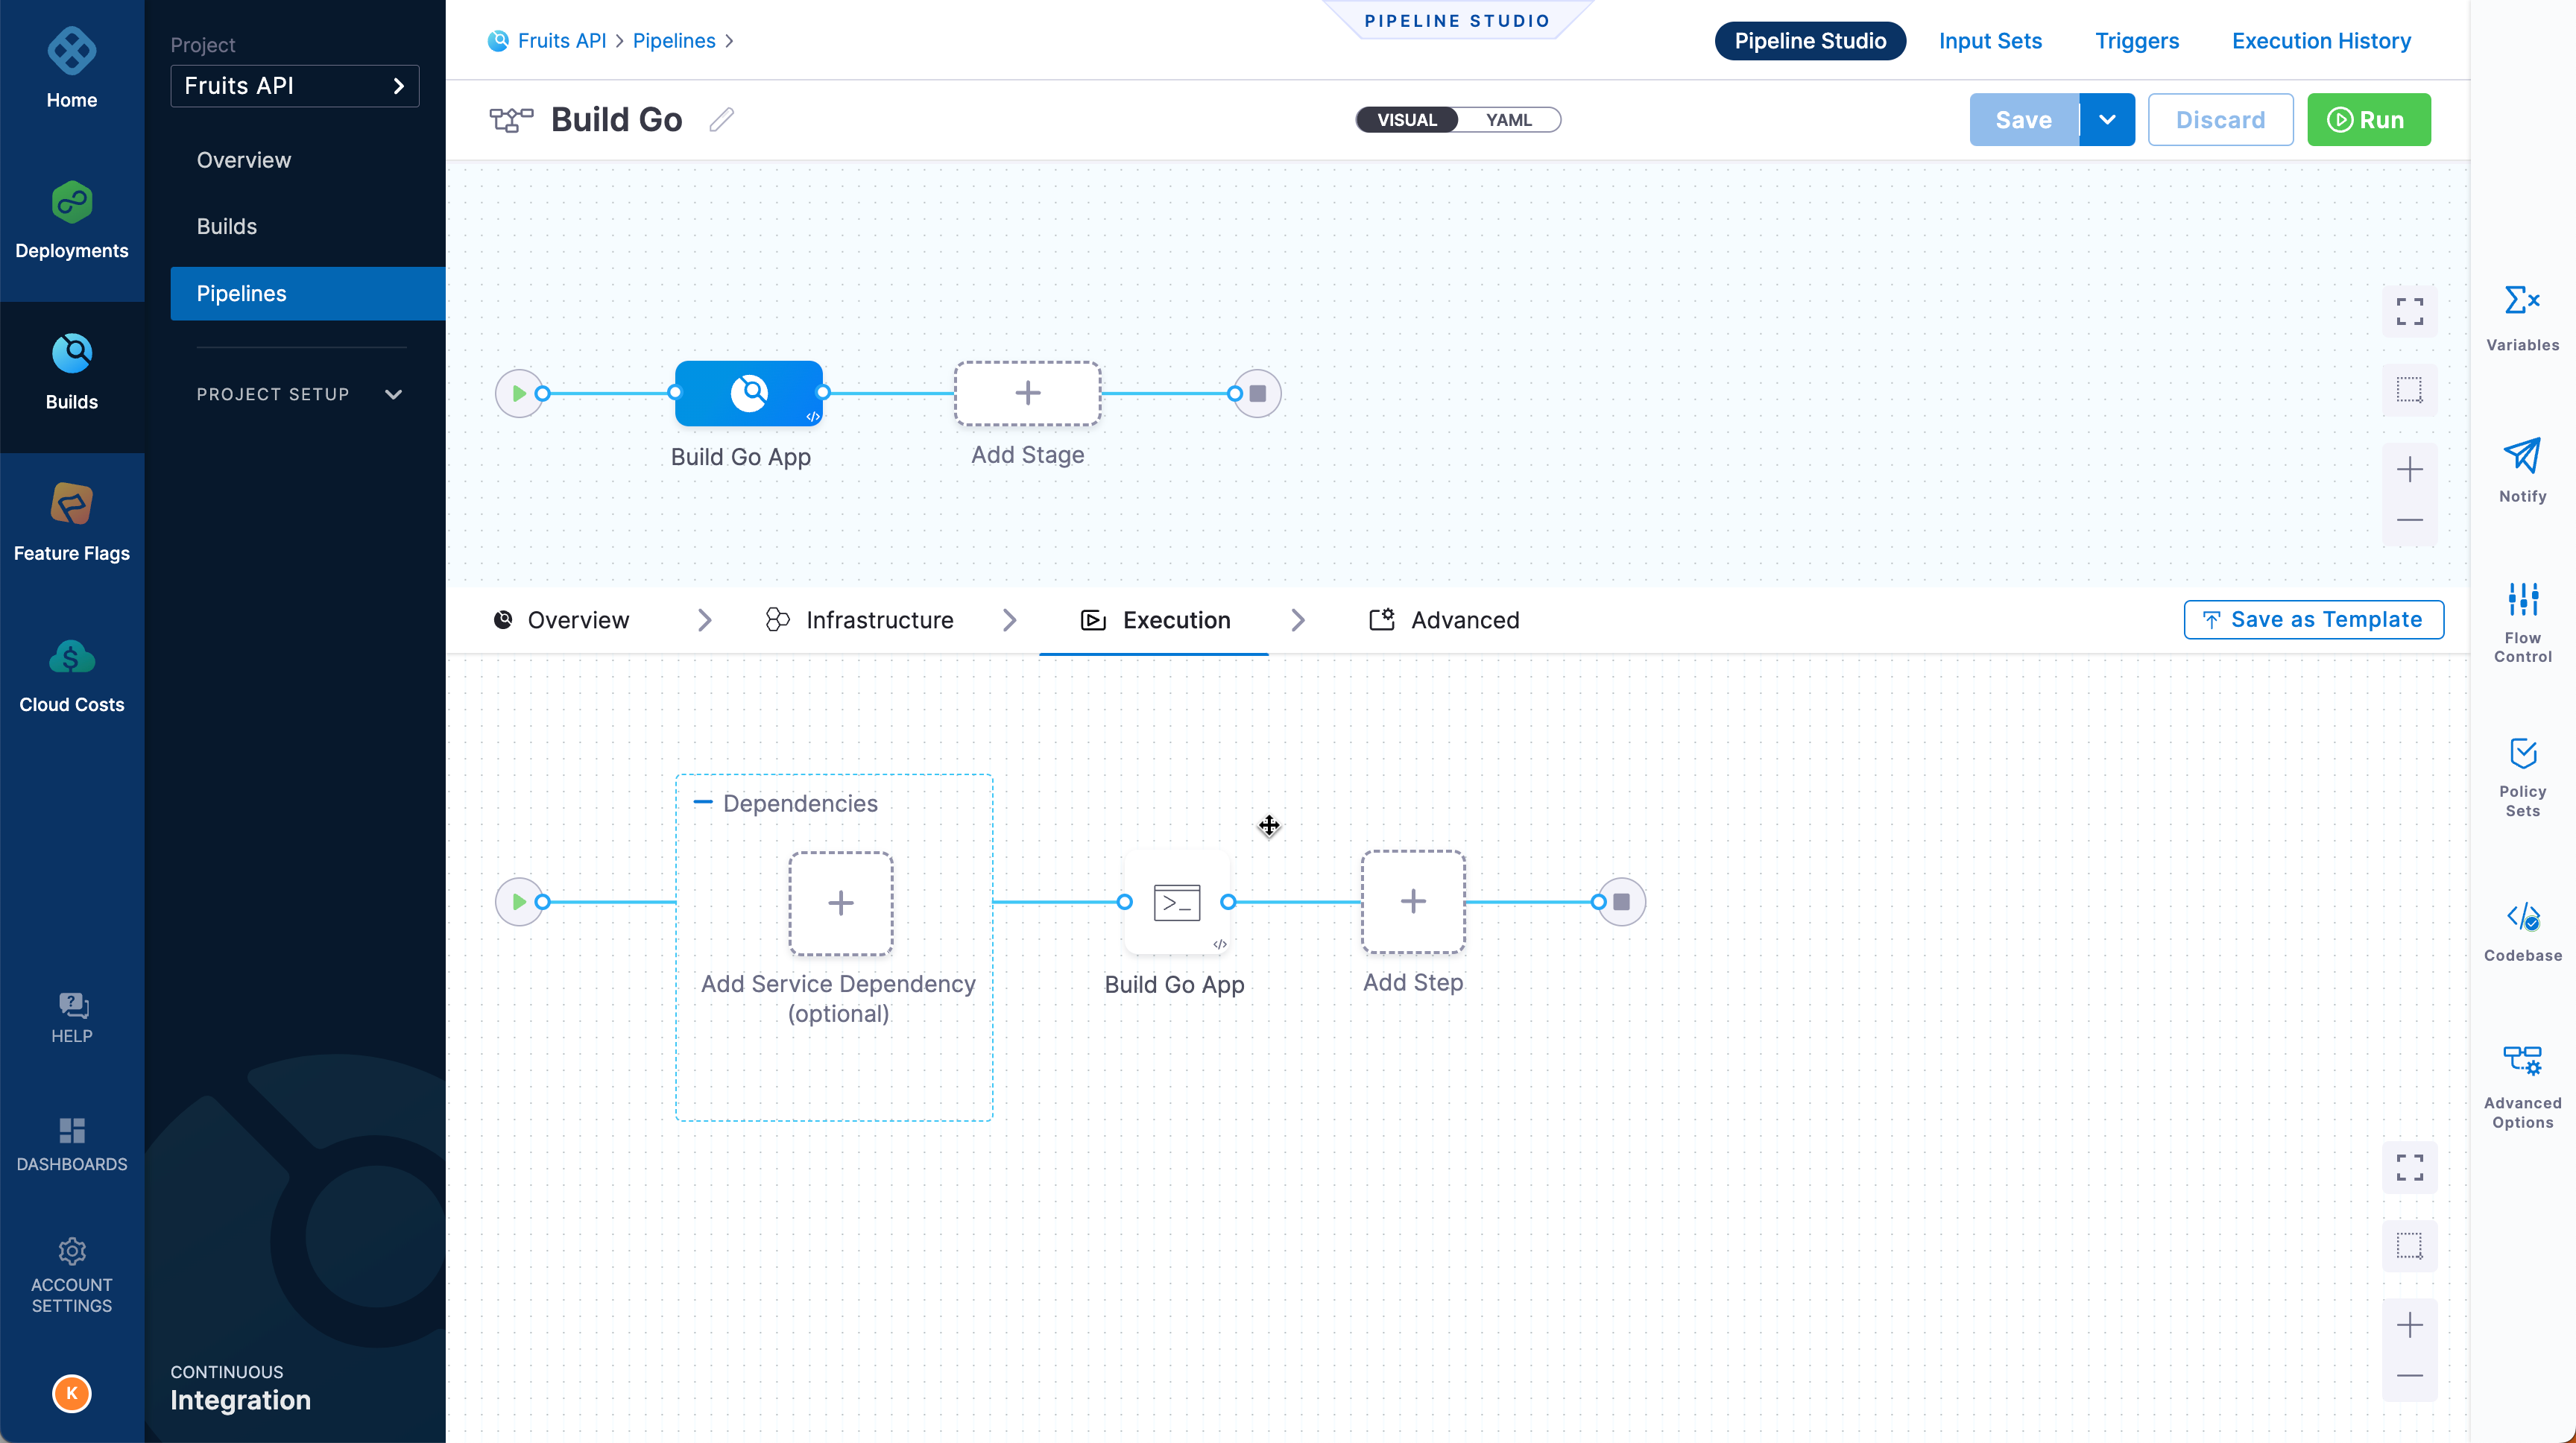 Home
Deployments
Builds
Feature Flags
Cloud Costs
HELP
DASHBOARDS
ACCOUNT
SETTINGS
K
Project
Fruits API
Overview
Builds
Pipelines
PROJECT SETUP
CONTINUOUS
Integration
Fruits API > Pipelines >
PIPELINE STUDIO
Pipeline Studio
Input Sets
Triggers
Execution History
Build Go
VISUAL
YAML
Save
Discard
Run
Build Go App
Add Stage
Overview
Infrastructure
Execution
Advanced
Save as Template
Dependencies
Add Service Dependency
(optional)
Build Go App
Add Step
Variables
Notify
Flow
Control
Policy
Sets
Codebase
Advanced
Options